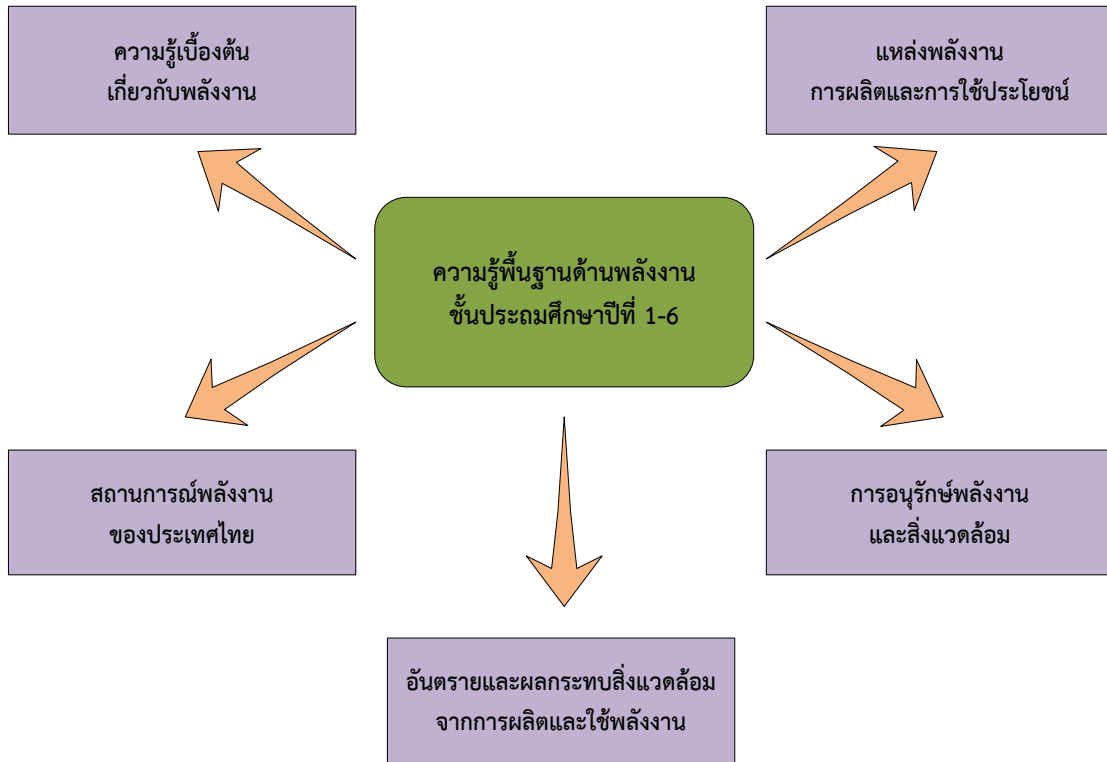 ความรู้เบื้องต้น
เกี่ยวกับพลังงาน
แหล่งพลังงาน
การผลิตและการใช้ประโยชน์
ความรู้พื้นฐานด้านพลังงาน
ชั้นประถมศึกษาปีที่ 1-6
สถานการณ์พลังงาน
ของประเทศไทย
การอนุรักษ์พลังงาน
และสิ่งแวดล้อม
อันตรายและผลกระทบสิ่งแวดล้อม
จากการผลิตและใช้พลังงาน